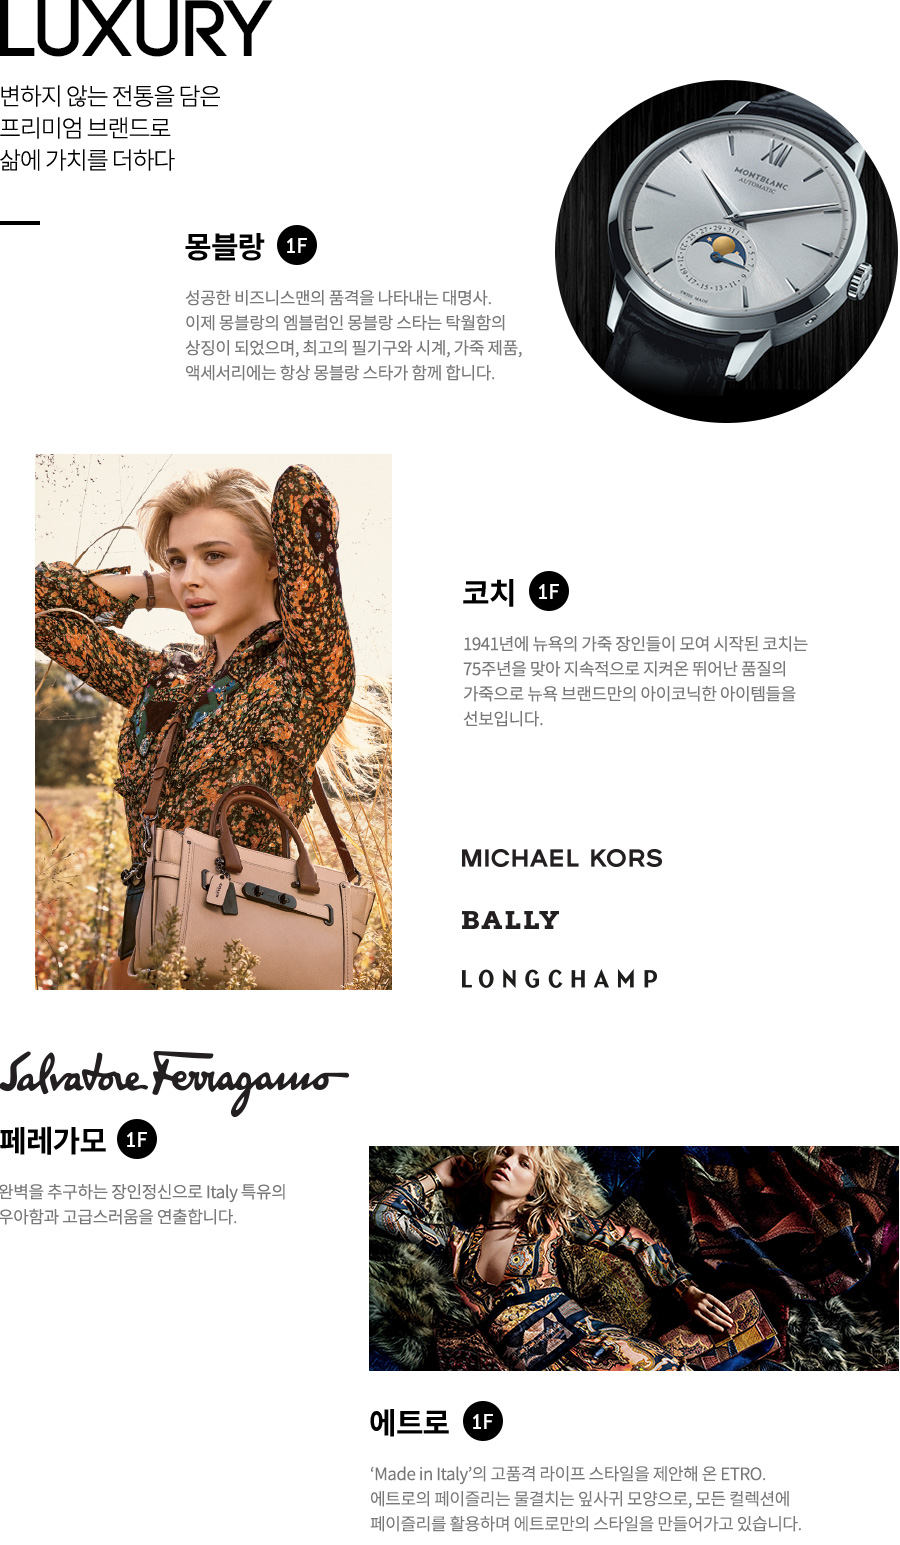 LUXURY
변하지 않는 전통을 담은
프리미엄 브랜드로
삶에 가치를 더하다
XII
MONTBLANC
AUTOMATIC
SWISS MADE
몽블랑 1F
성공한 비즈니스맨의 품격을 나타내는 대명사.
이제 몽블랑의 엠블럼인 몽블랑 스타는 탁월함의
상징이 되었으며, 최고의 필기구와 시계, 가죽 제품,
액세서리에는 항상 몽블랑 스타가 함께 합니다.
코치 1F
1941년에 뉴욕의 가죽 장인들이 모여 시작된 코치는
75주년을 맞아 지속적으로 지켜온 뛰어난 품질의
가죽으로 뉴욕 브랜드만의 아이코닉한 아이템들을
선보입니다.
MICHAEL KORS
BALLY
LONGCHAMP
Salvatore Ferragamo
페레가모 1F
완벽을 추구하는 장인정신으로 Italy 특유의
우아함과 고급스러움을 연출합니다.
에트로 1F
‘Made in Italy’의 고품격 라이프 스타일을 제안해 온 ETRO.
에트로의 페이즐리는 물결치는 잎사귀 모양으로, 모든 컬렉션에
페이즐리를 활용하며 에트로만의 스타일을 만들어가고 있습니다.